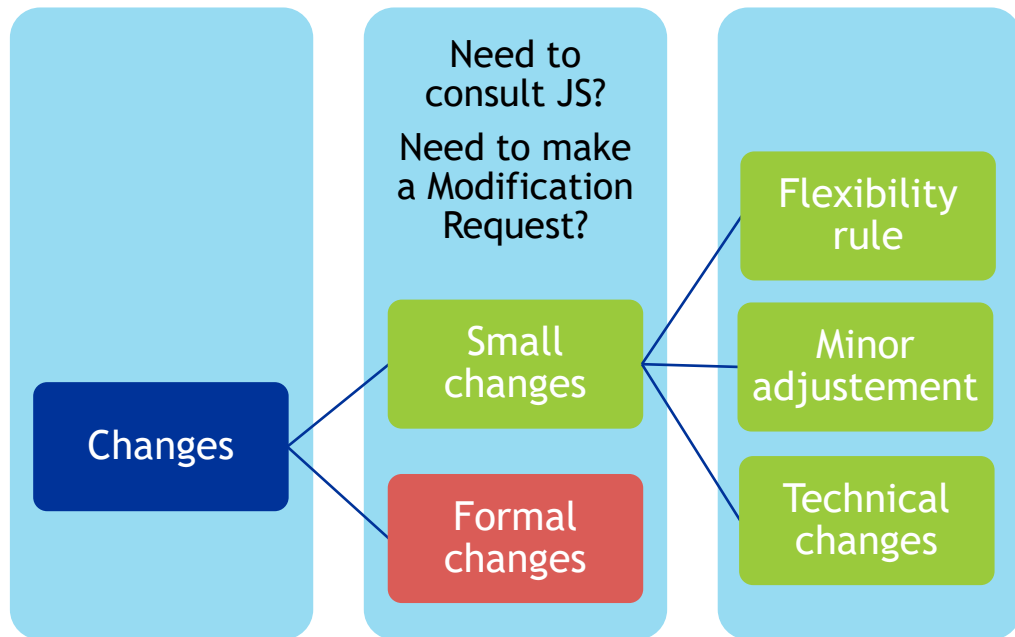 Need to
consult JS?
Need to make
a Modification
Request?
Changes
Small
changes
Formal
changes
Flexibility
rule
Minor
adjustement
Technical
changes